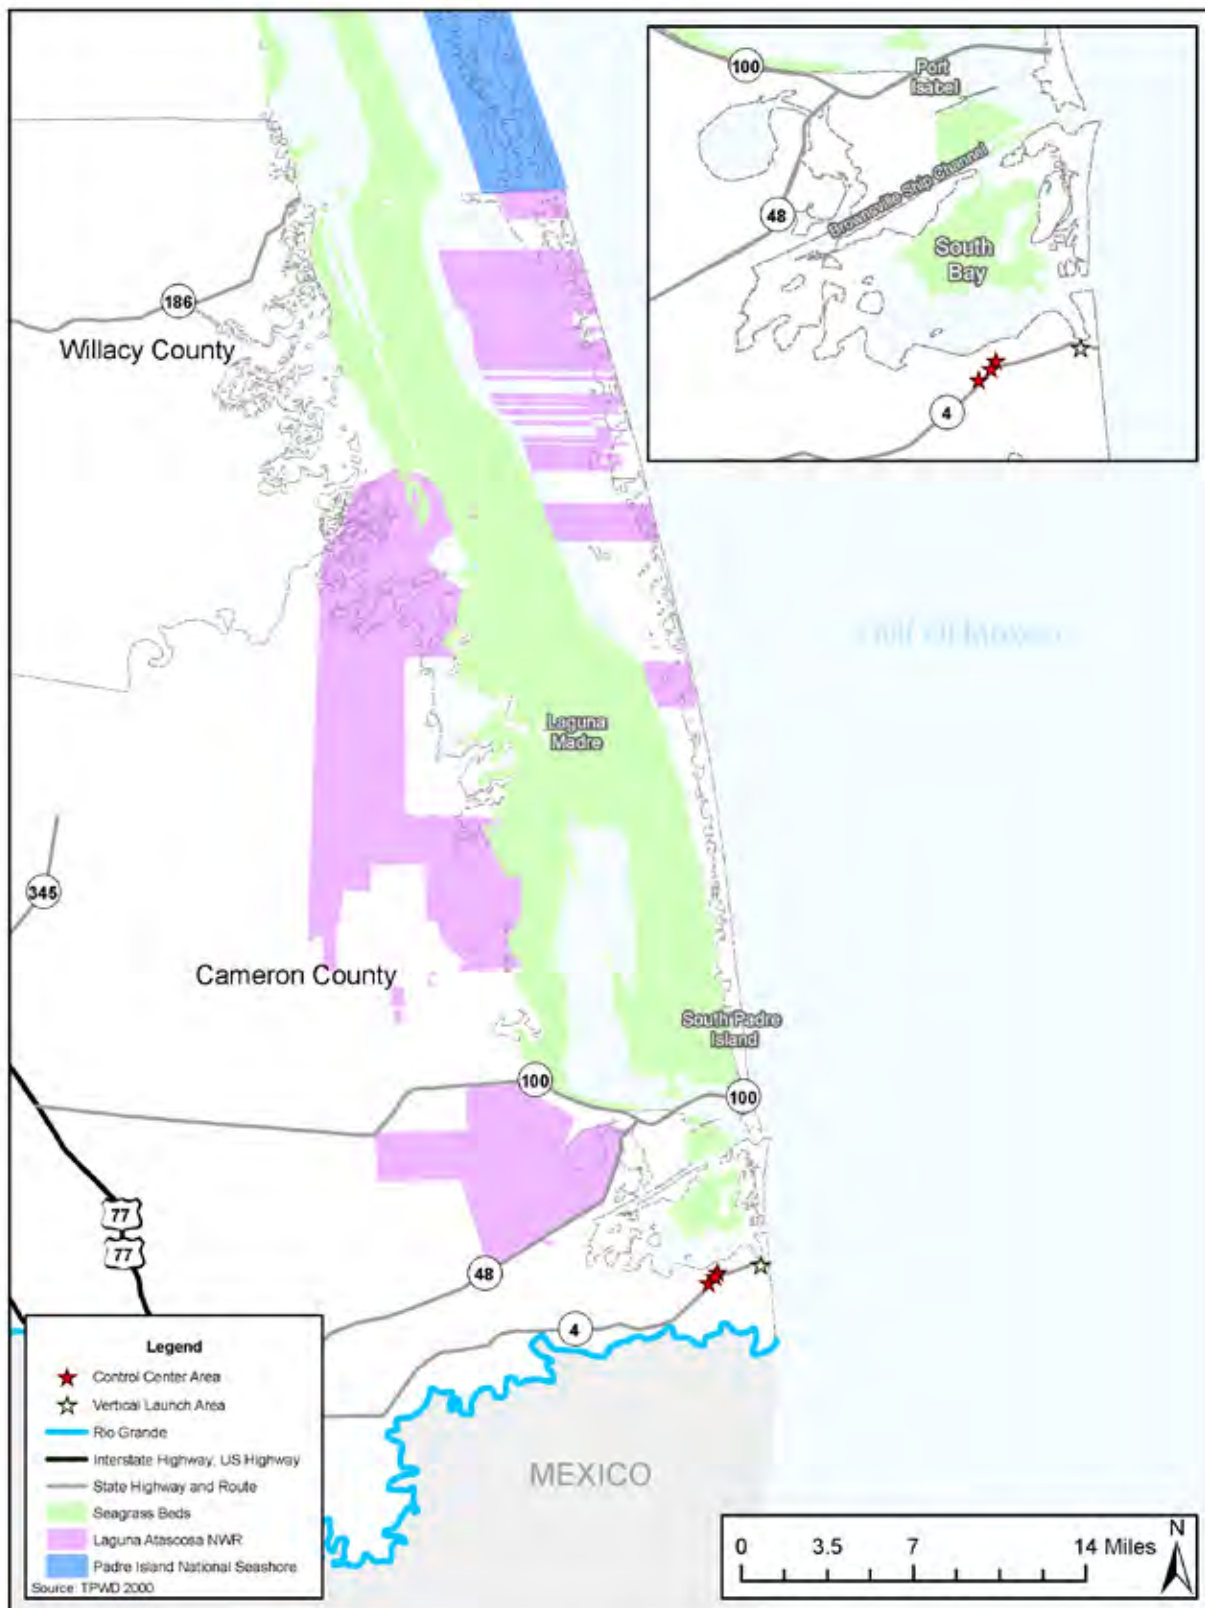 100
Port
Isabel
Brownsville Ship Channel
48
South
Bay
4
186
Willacy County
Gulf Of Mexico
Laguna
Madre
345
Cameron County
South Padre
Island
100
100
77
77
48
4
MEXICO
Legend
Control Center Area
Vertical Launch Area
Rio Grande
Interstate Highway, US Highway
State Highway and Route
Seagrass Beds
Laguna Atascosa NWR
Padre Island National Seashore
Source: TPWD 2000
0 3.5 7 14 Miles
N